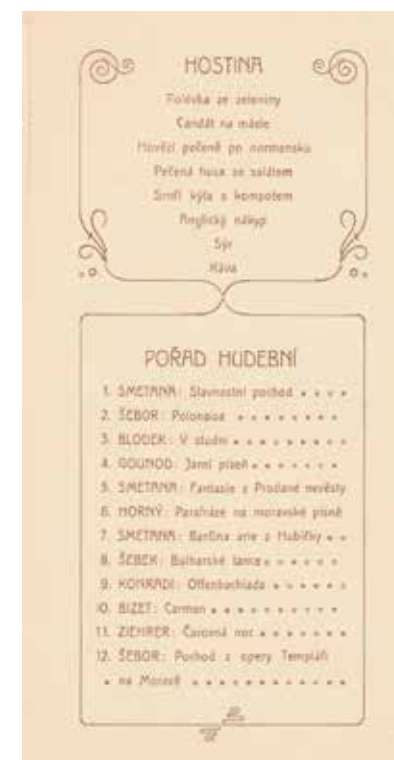 HOSTINA
Polévka ze zeleniny
Candát na másle
Hovězí pečeně po normansku
Pečená husa se salátem
Srnčí kýta s kompotem
Anglický nákyp
Sýr
Káva
POŘAD HUDEBNÍ
1. SMETANA: Slavnostní pochod
2. ŠEBOR: Polonaisa
3. BLODEK: V studni
4. GOUNOD: Jarní píseň
5. SMETANA: Fantasie z Prodané nevěsty
6. HORNÝ: Parafráze na moravské písně
7. SMETANA: Barčina arie z Hubičky
8. ŠEBEK: Bulharské tance
9. KONRADI: Offenbachiada
10. BIZET: Carmen
11. ZIEHRER: Čarovná noc
12. ŠEBOR: Pochod z opery Templáři
na Moravě